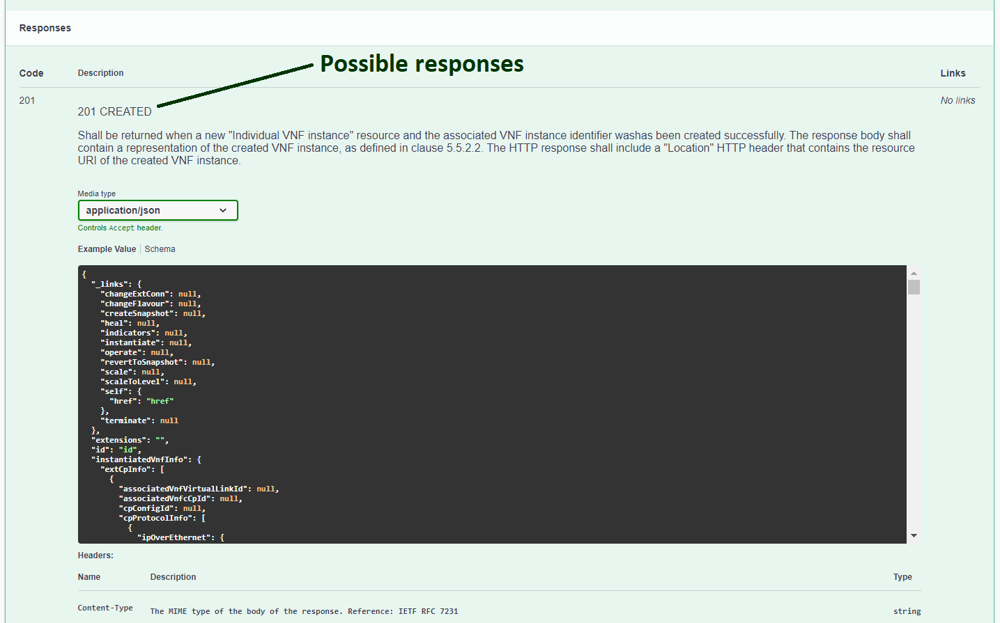 Responses
Possible responses
Code Description Links
201 No links
201 CREATED
Shall be returned when a new "Individual VNF instance" resource and the associated VNF instance identifier washas been created successfully. The response body shall
contain a representation of the created VNF instance, as defined in clause 5.5.2.2. The HTTP response shall include a "Location" HTTP header that contains the resource
URI of the created VNF instance.
Media type
application/json
Controls Accept header.
Example Value Schema
{
"_links": {
"changeExtConn": null,
"changeFlavour": null,
"createSnapshot": null,
"heal": null,
"indicators": null,
"instantiate": null,
"operate": null,
"revertToSnapshot": null,
"scale": null,
"scaleToLevel": null,
"self": {
"href": "href"
},
"terminate": null
},
"extensions": "",
"id": "id",
"instantiatedVnfInfo": {
"extCpInfo": [
{
"associatedVnfVirtualLinkId": null,
"associatedVnfcCpId": null,
"cpConfigId": null,
"cpProtocolInfo": [
{
"ipOverEthernet": {
Headers:
Name Description Type
Content-Type The MIME type of the body of the response. Reference: IETF RFC 7231 string